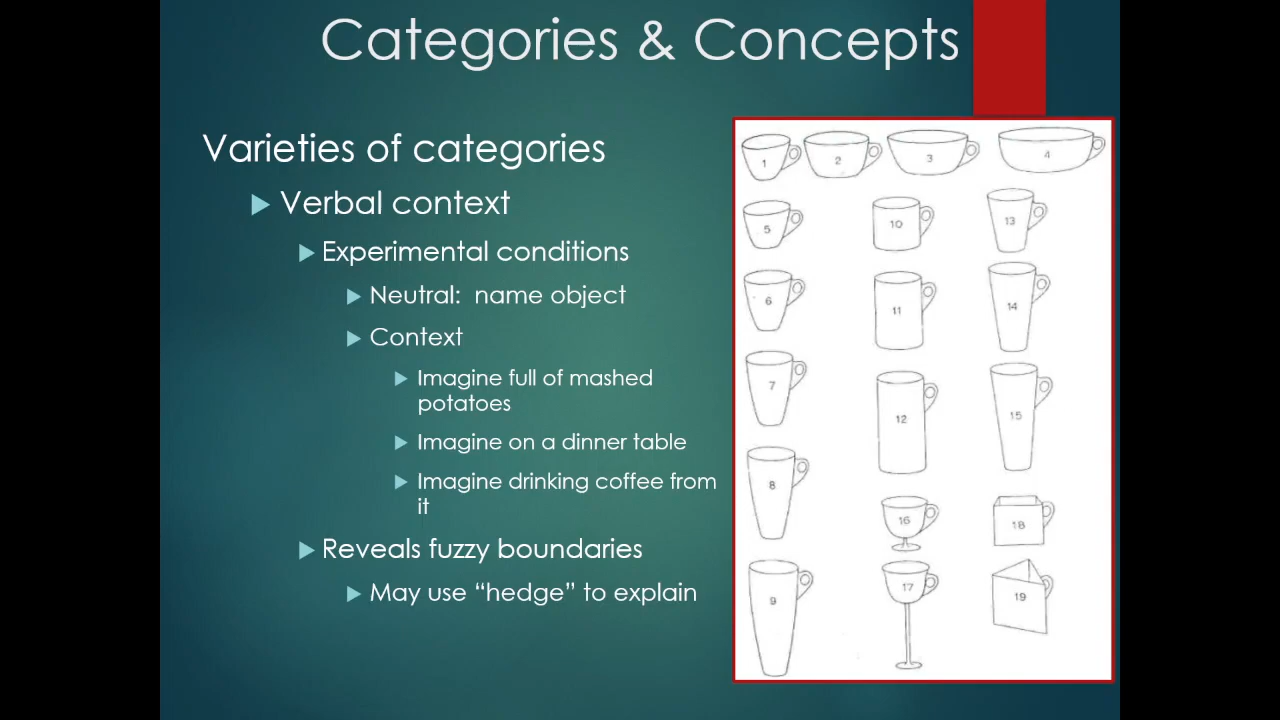 Categories & Concepts
Varieties of categories
Verbal context
Experimental conditions
Neutral: name object
Context
Imagine full of mashed
potatoes
Imagine on a dinner table
Imagine drinking coffee from
it
Reveals fuzzy boundaries
May use “hedge” to explain
1 2 3 4
5 10 13
6 11 14
7 12 15
8 16 18
9 17 19